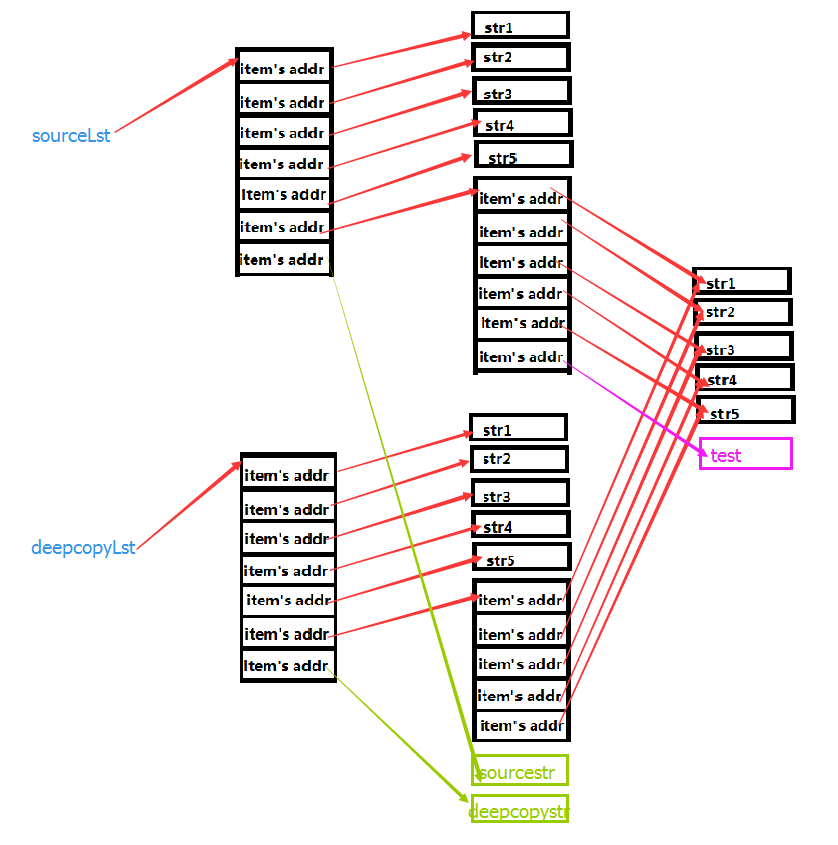 sourceLst
item's addr
item's addr
item's addr
item's addr
item's addr
item's addr
item's addr
str1
str2
str3
str4
str5
item's addr
item's addr
item's addr
item's addr
item's addr
item's addr
str1
str2
str3
str4
str5
test
deepcopyLst
item's addr
item's addr
item's addr
item's addr
item's addr
item's addr
item's addr
str1
str2
str3
str4
str5
item's addr
item's addr
item's addr
item's addr
item's addr
sourcestr
deepcopystr